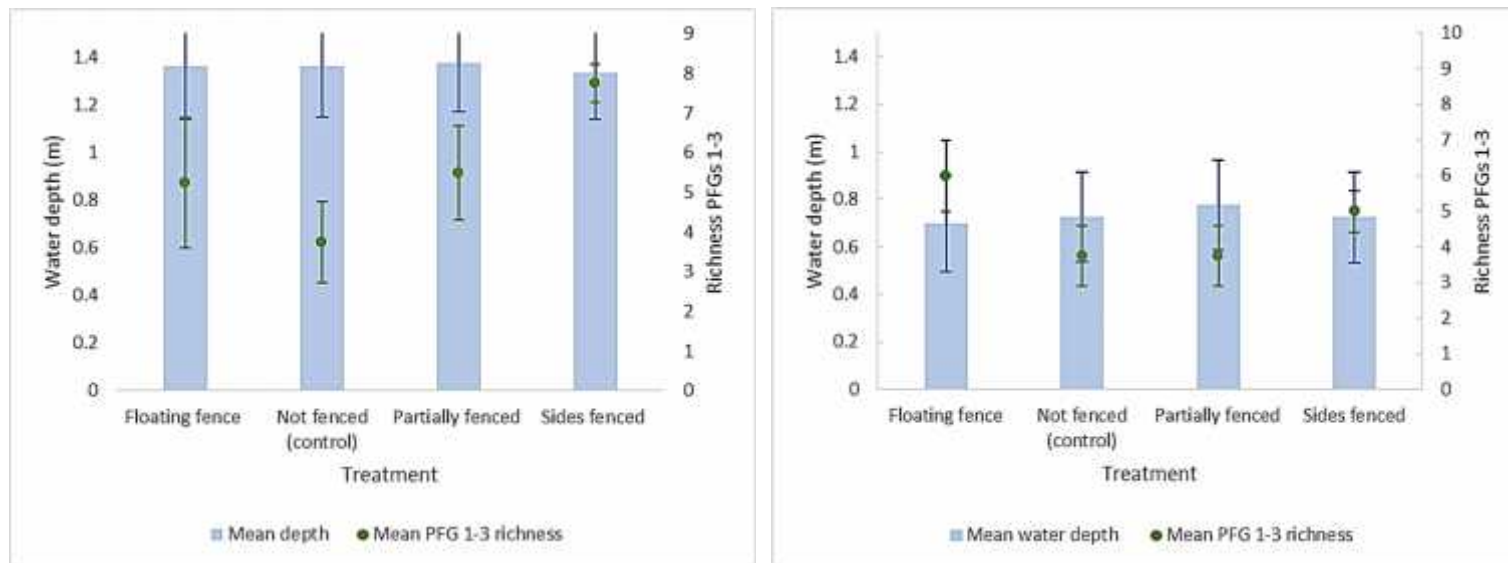 1.4
1.2
1
0.8
0.6
0.4
0.2
0
Water depth (m)
9
8
7
6
5
4
3
2
1
0
Richness PFGs 1-3
Floating fence
Not fenced
(control)
Partially fenced
Sides fenced
Treatment
Mean depth
Mean PFG 1-3 richness
1.4
1.2
1
0.8
0.6
0.4
0.2
0
Water depth (m)
10
9
8
7
6
5
4
3
2
1
0
Richness PFGs 1-3
Floating fence
Not fenced
(control)
Partially fenced
Sides fenced
Treatment
Mean water depth
Mean PFG 1-3 richness